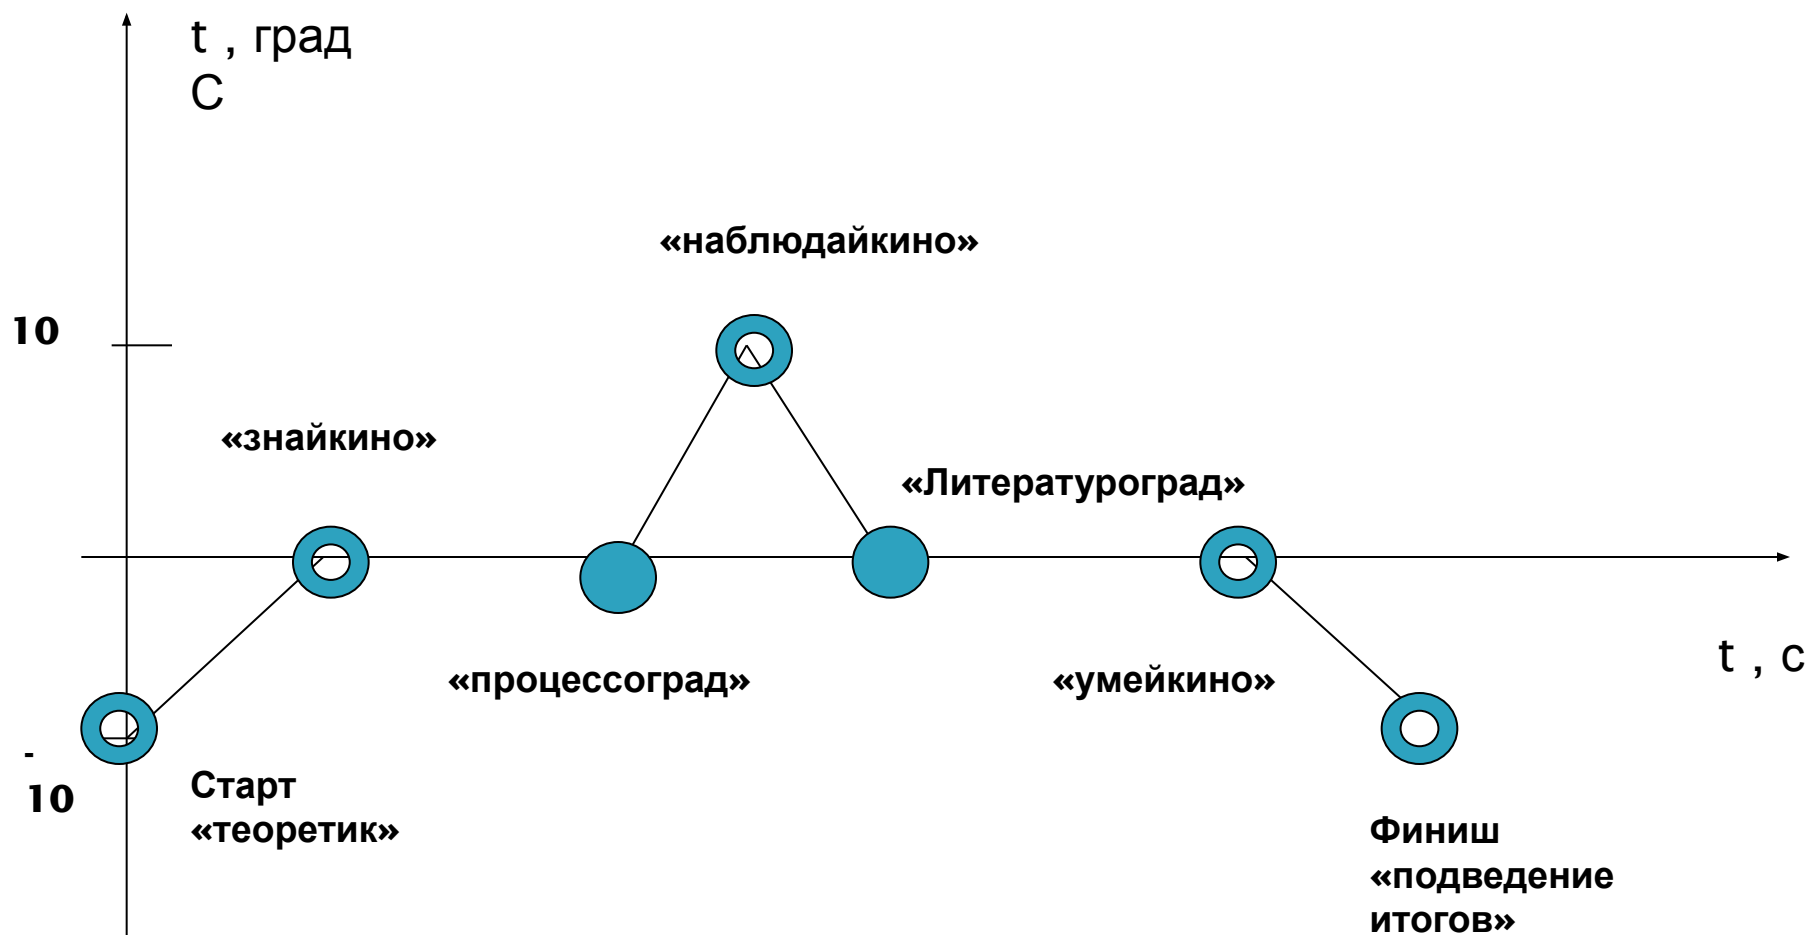 t , град
С
«наблюдайкино»
10
«знайкино»
«Литературоград»
t , с
«процессоград»
«умейкино»
-
10
Старт
«теоретик»
Финиш
«подведение
итогов»